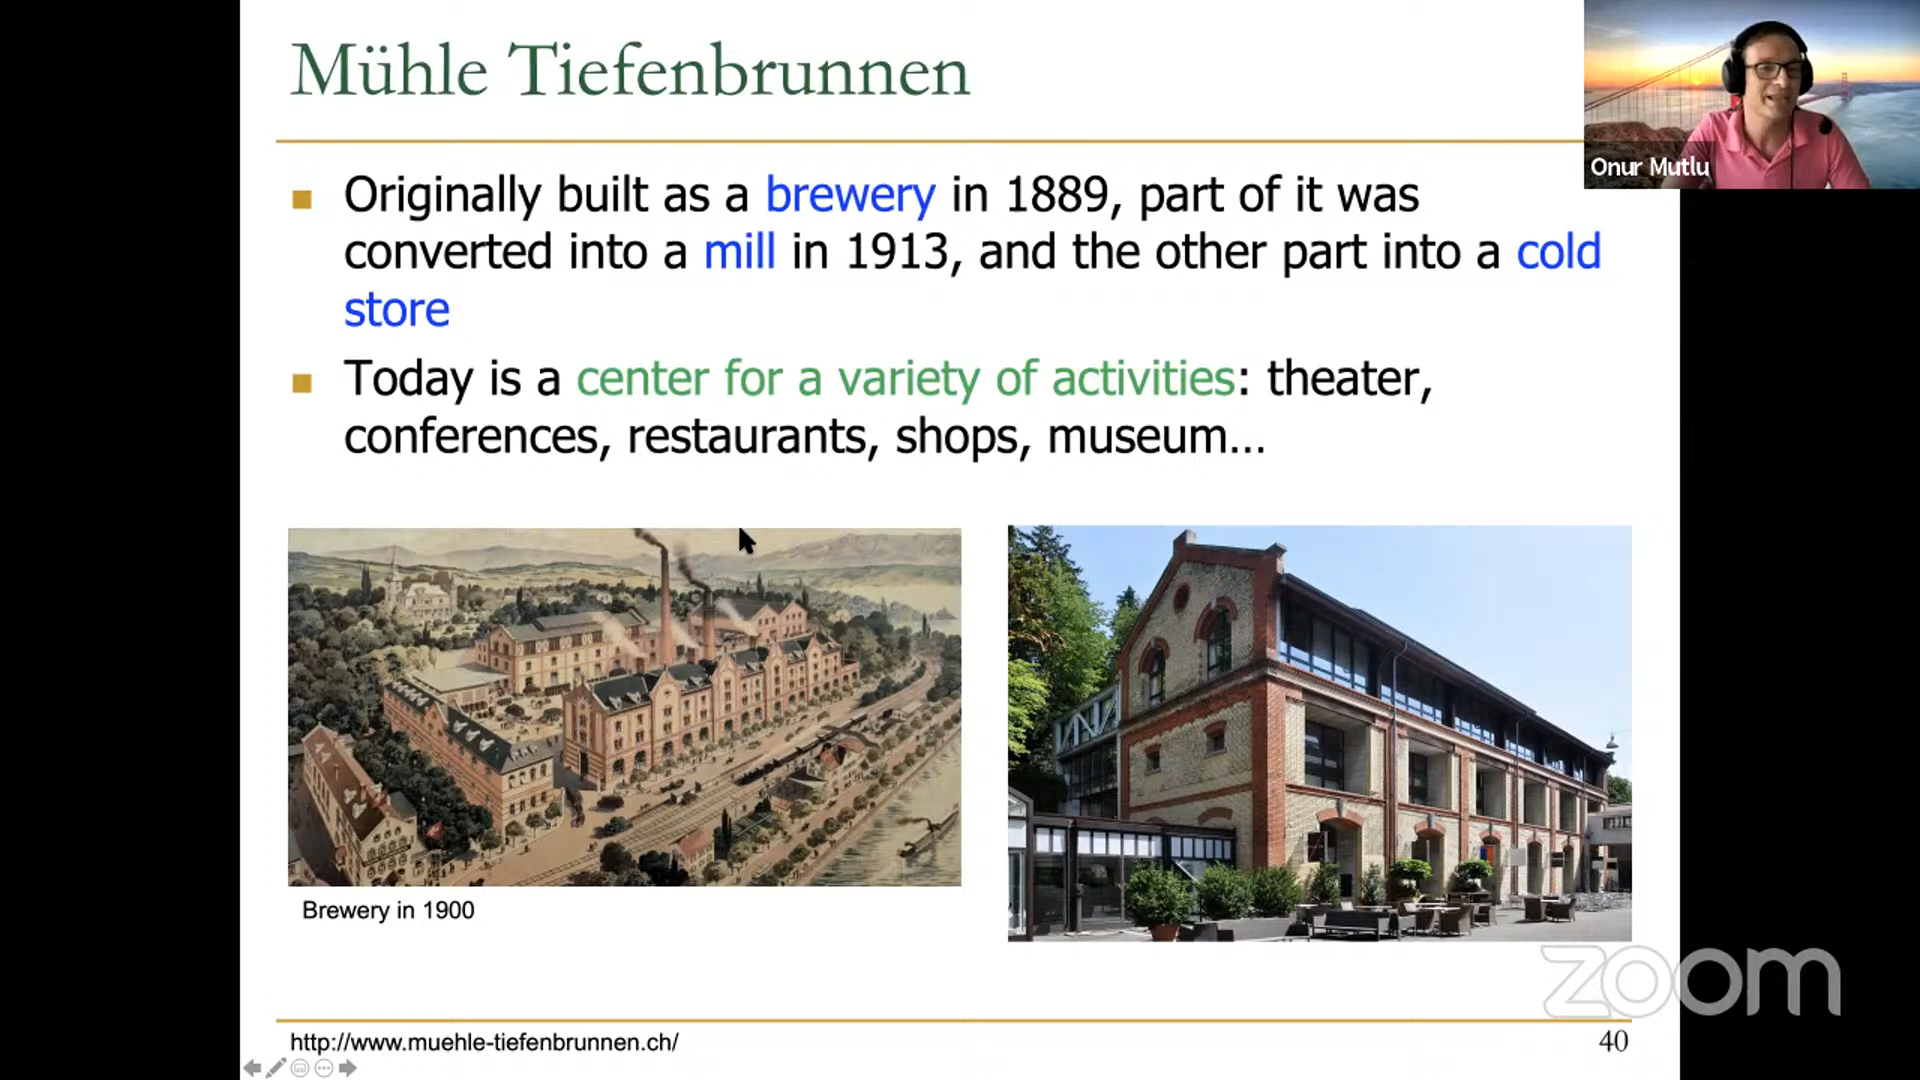 Mühle Tiefenbrunnen
Onur Mutlu
Originally built as a brewery in 1889, part of it was
converted into a mill in 1913, and the other part into a cold
store
Today is a center for a variety of activities: theater,
conferences, restaurants, shops, museum...
Brewery in 1900
zoom
http://www.muehle-tiefenbrunnen.ch/
40